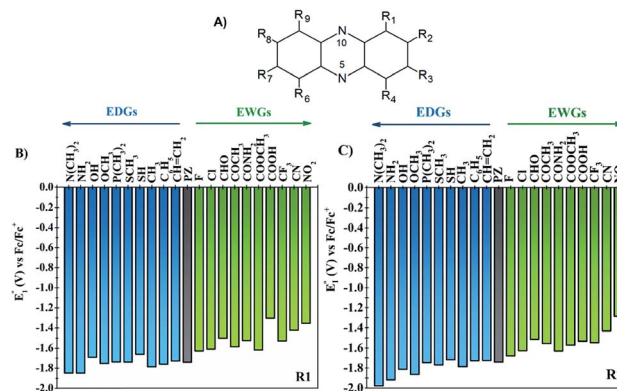 A)
R9
R1
R8
N
10
R2
R7
5
N
R3
R6
R4
EDGs
EWGs
EDGs
EWGs
B)
N(CH3)2
NH2
OH
OCH3
P(CH3)2
SCH3
SH
CH3
C6H5
CH=CH2
PZ
F
Cl
CHO
COCH3
CONH2
COOCH3
COOH
CF3
CN
NO2
0.0
-0.2
-0.4
-0.6
-0.8
-1.0
-1.2
-1.4
-1.6
-1.8
-2.0
E1° (V) vs Fc/Fc+
R1
C)
N(CH3)2
NH2
OH
OCH3
P(CH3)2
SCH3
SH
CH3
C6H5
CH=CH2
PZ
F
Cl
CHO
COCH3
CONH2
COOCH3
COOH
CF3
CN
0.0
-0.2
-0.4
-0.6
-0.8
-1.0
-1.2
-1.4
-1.6
-1.8
-2.0
E1° (V) vs Fc/Fc+